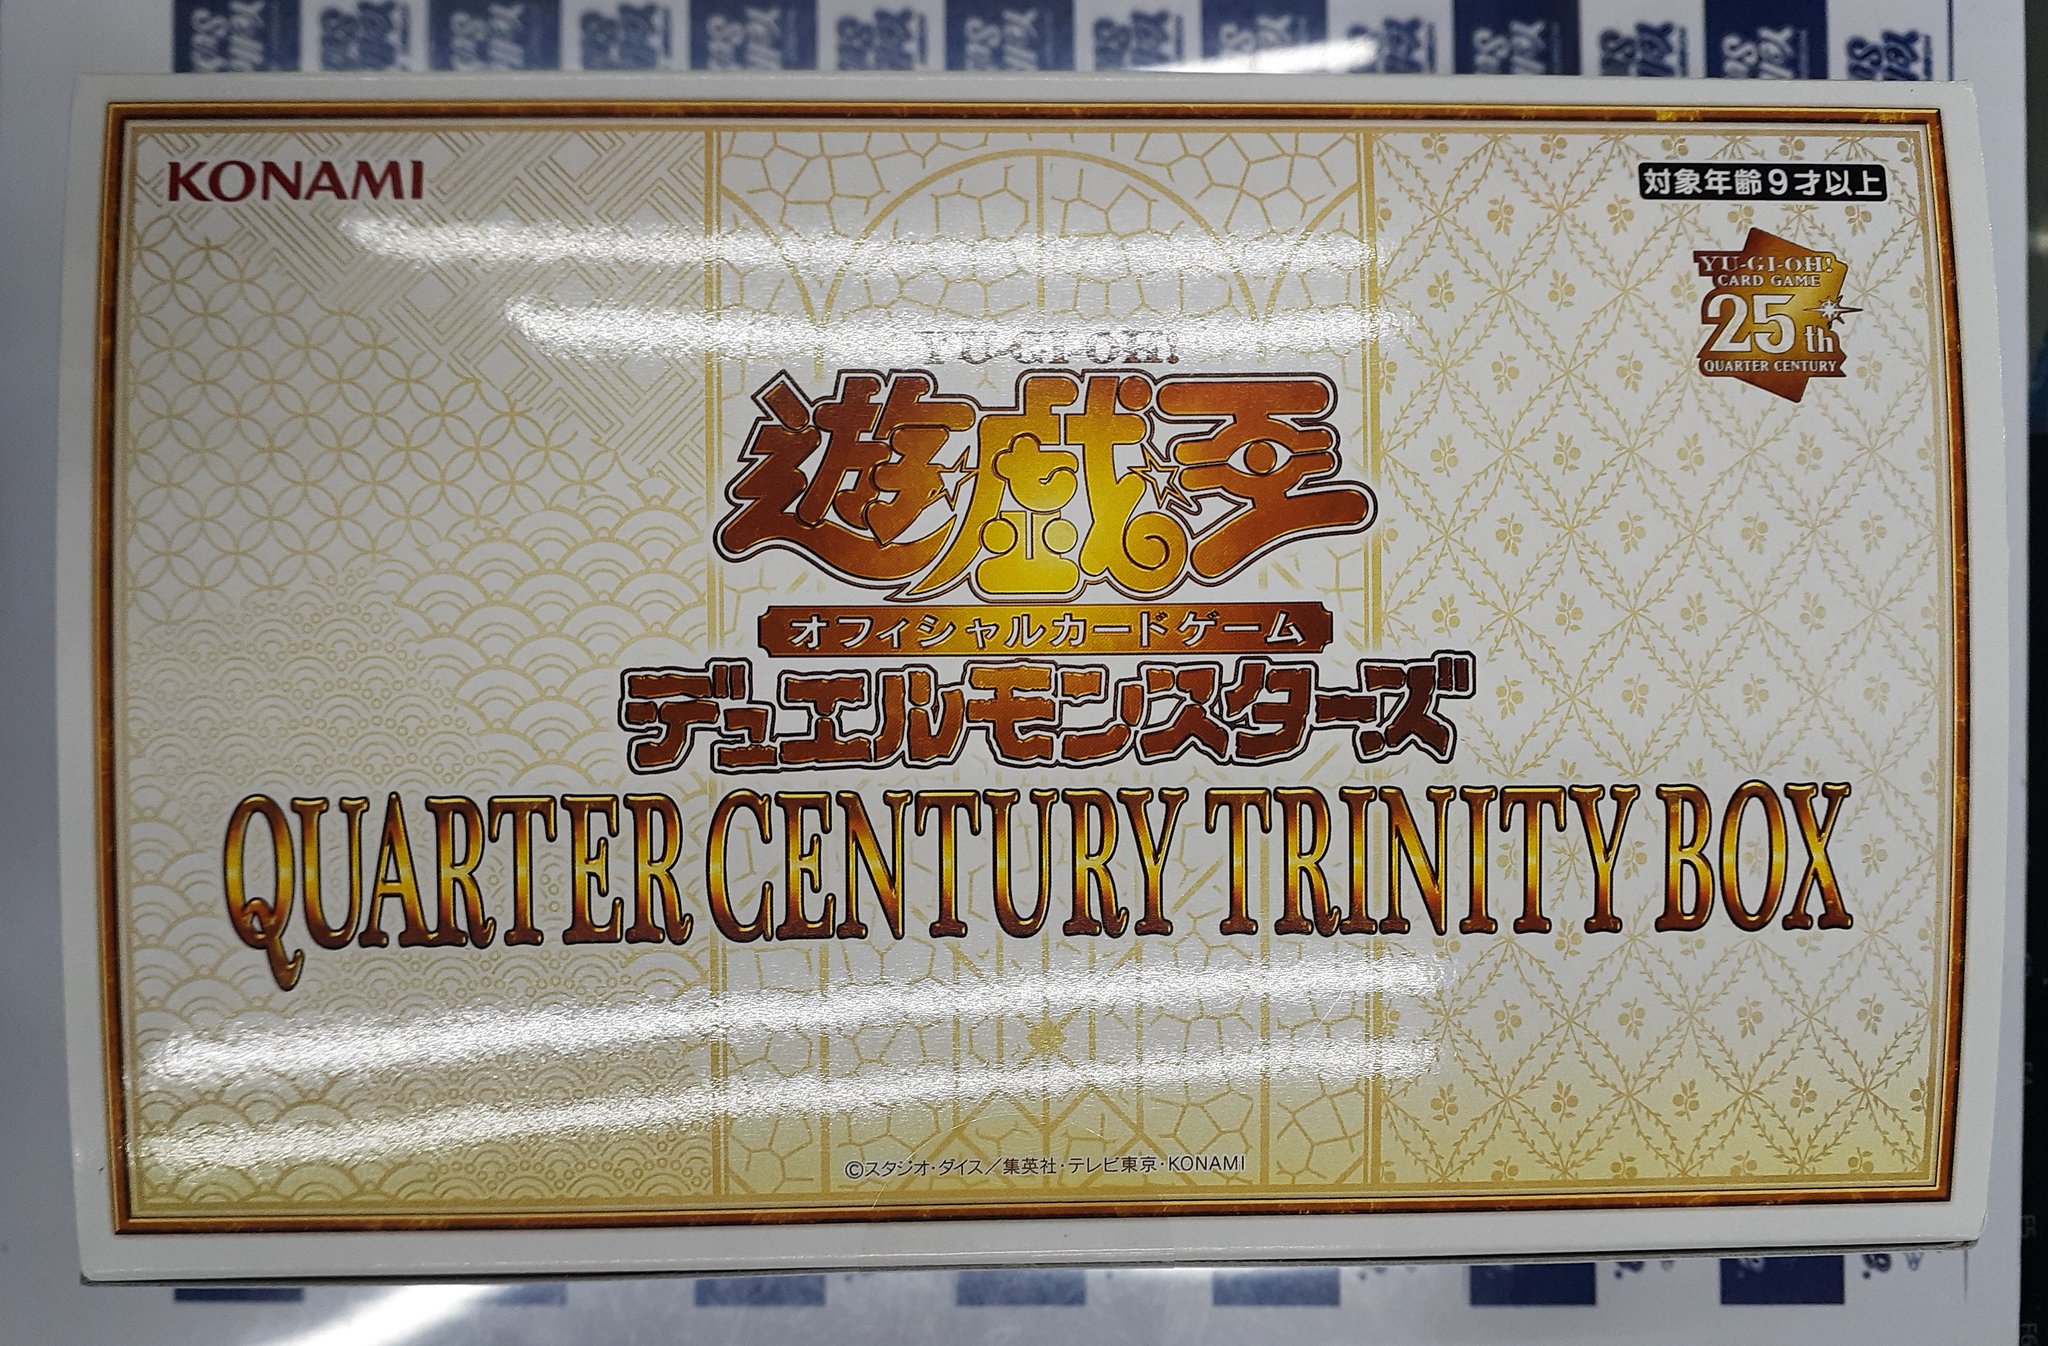 KONAMI
対象年齢9才以上
YU-GI-OH!
CARD GAME
25th
QUARTER CENTURY
YU-GI-OH!
遊戯王
オフィシャルカードゲーム
デュエルモンスターズ
QUARTER CENTURY TRINITY BOX
©スタジオ・ダイス／集英社・テレビ東京・KONAMI